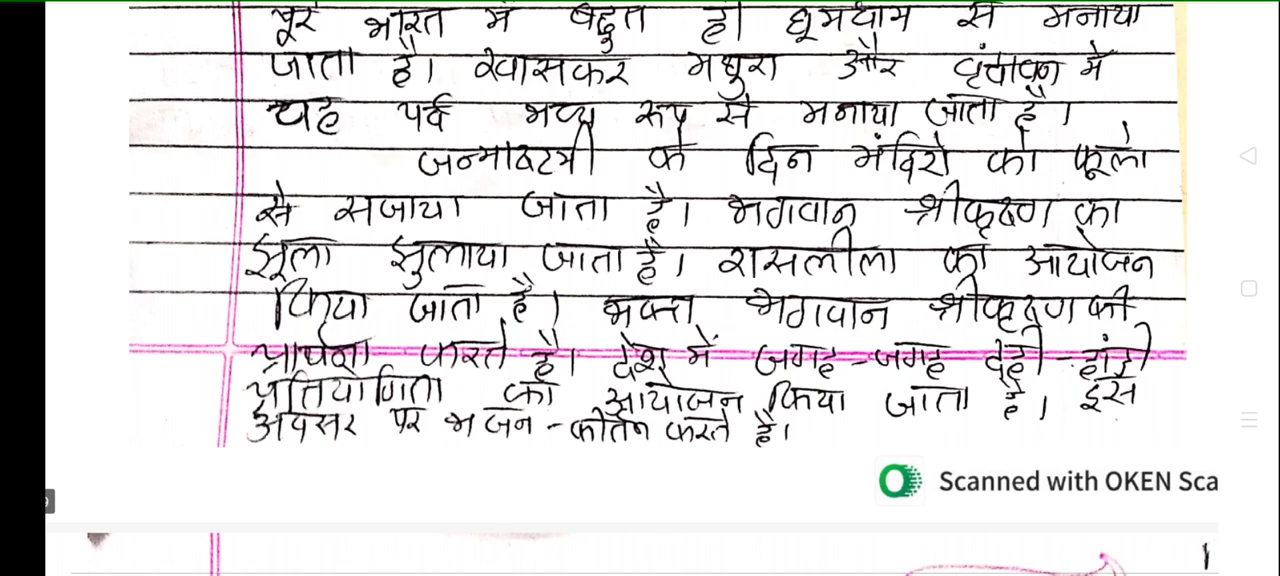 पूरे भारत में बहुत ही धूमधाम से मनाया
जाता है। खासकर मथुरा और वृंदावन में
यह पर्व भव्य रूप से मनाया जाता है।
जन्माष्टमी के दिन मंदिरो को फूलो
से सजाया जाता है। भगवान श्रीकृष्ण का
झूला झुलाया जाता है। रासलीला का आयोजन
किया जाता है। भक्त भगवान श्रीकृष्ण की
प्रार्थना करते है। देश में जगह-जगह दही-हांडी
प्रतियोगिता का आयोजन किया जाता है। इस
अवसर पर भजन-कीर्तन करते है।
Scanned with OKEN Sca
1